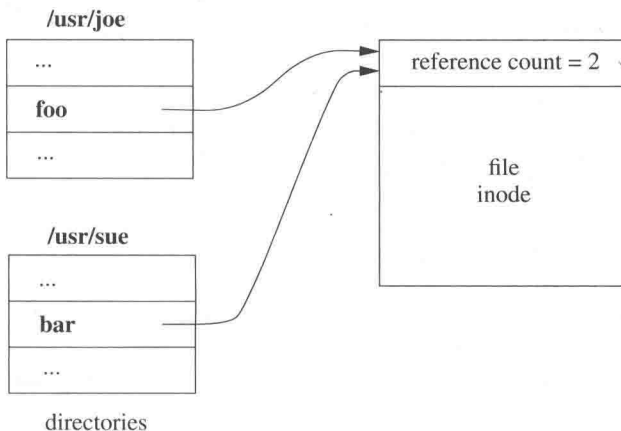 /usr/joe
...
foo
...
reference count = 2
file
inode
/usr/sue
...
bar
...
directories